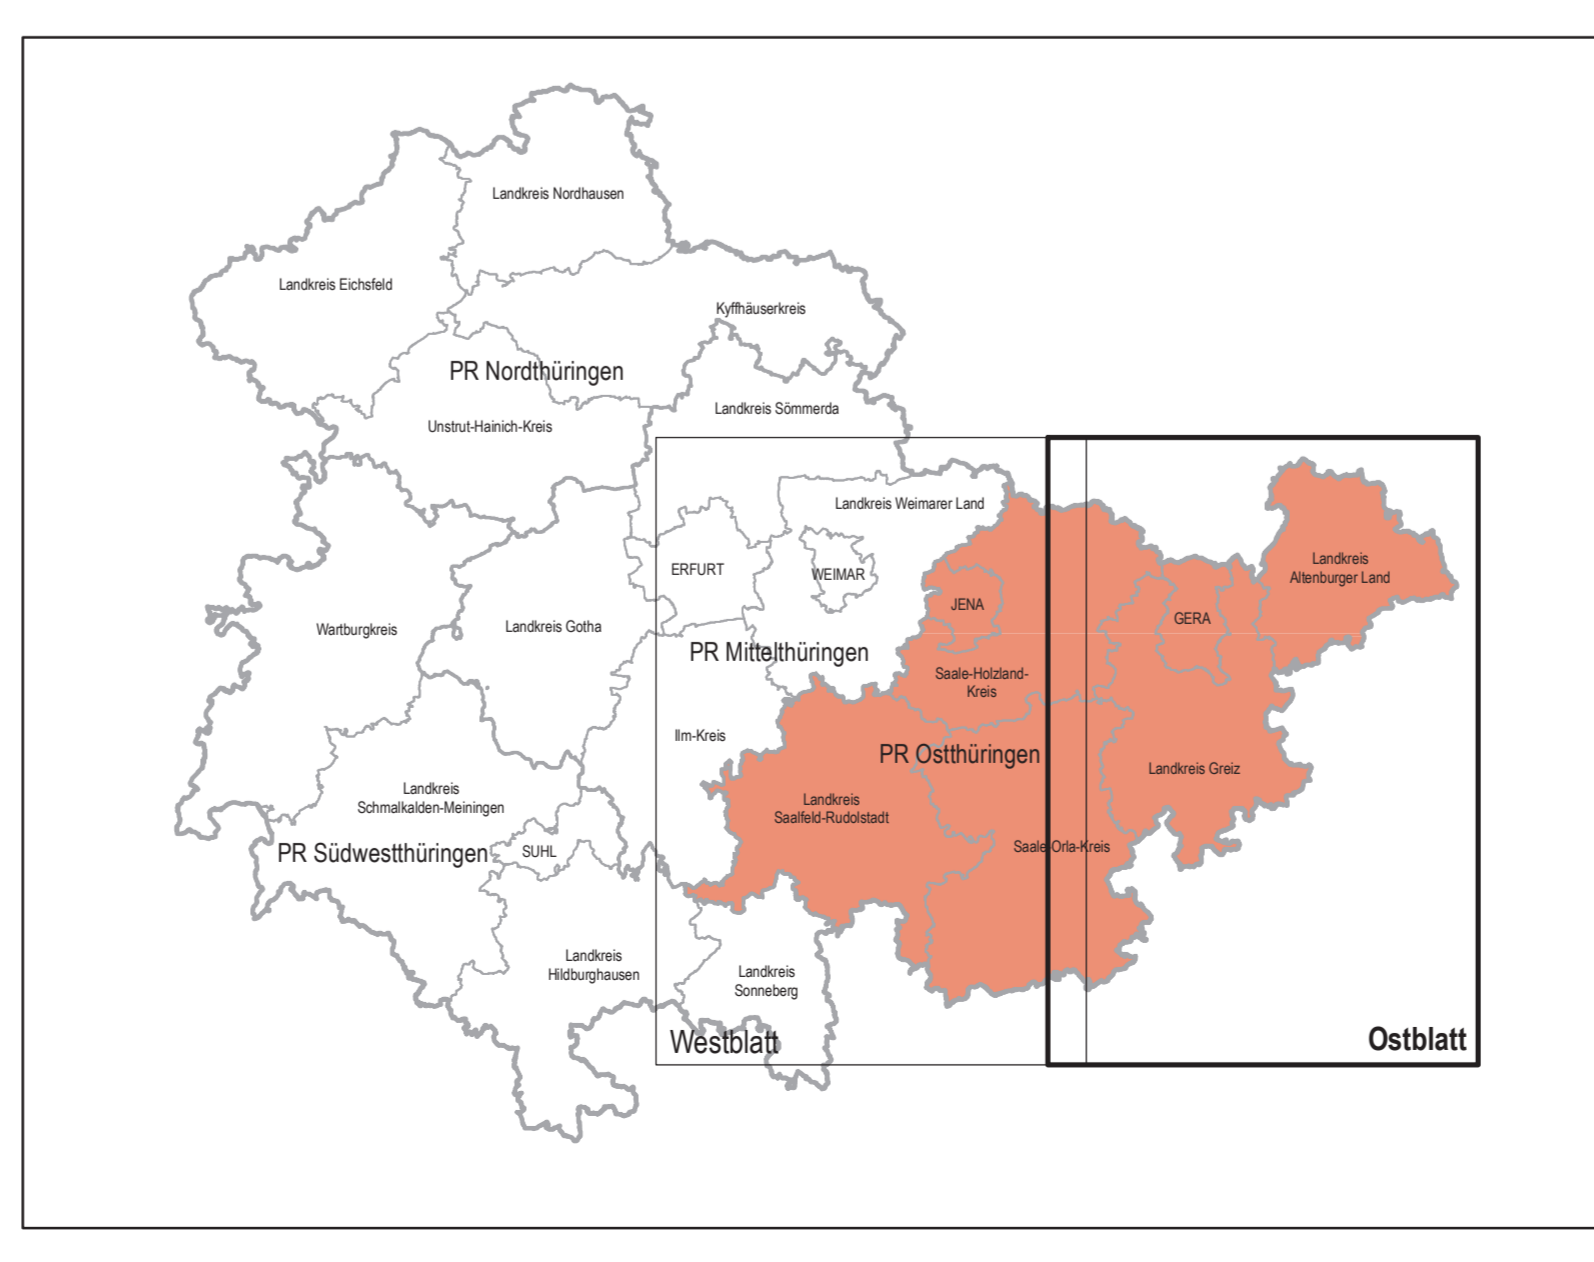 Landkreis Nordhausen
Landkreis Eichsfeld
Kyffhäuserkreis
PR Nordthüringen
Landkreis Sömmerda
Unstrut-Hainich-Kreis
Landkreis Weimarer Land
Landkreis
Altenburger Land
ERFURT
WEIMAR
JENA
GERA
Wartburgkreis
Landkreis Gotha
PR Mittelthüringen
Saale-Holzland-
Kreis
Ilm-Kreis
PR Ostthüringen
Landkreis Greiz
Landkreis
Schmalkalden-Meiningen
Landkreis
Saalfeld-Rudolstadt
PR Südwestthüringen
SUHL
Saale-Orla-Kreis
Landkreis
Hildburghausen
Landkreis
Sonneberg
Westblatt
Ostblatt